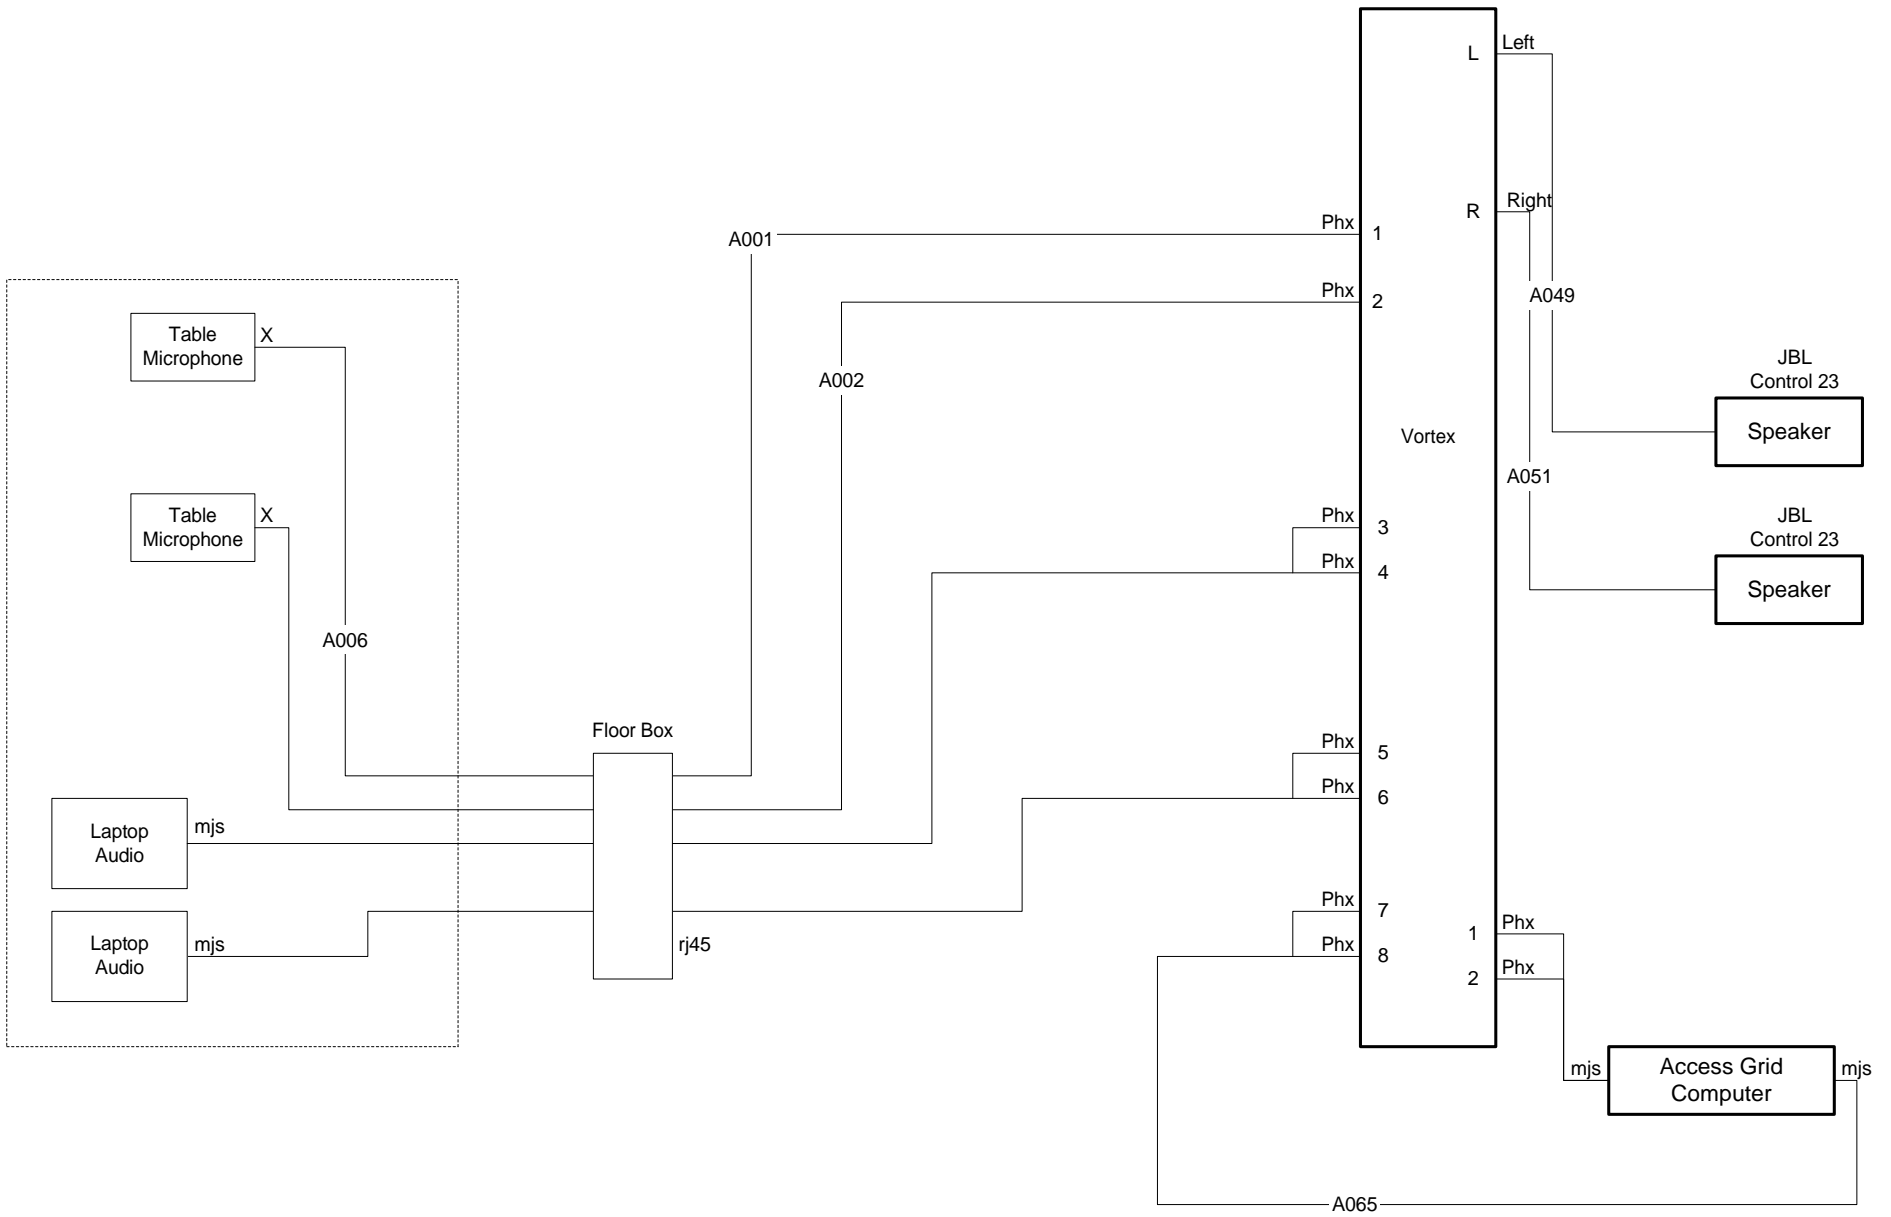 L
Left
R
Right
Phx
1
A001
Phx
2
A049
Table
Microphone
X
JBL
Control 23
A002
Speaker
Vortex
A051
Table
Microphone
X
Phx
3
JBL
Control 23
Phx
4
Speaker
A006
Floor Box
Phx
5
Phx
6
Laptop
Audio
mjs
Phx
7
1
Phx
Laptop
Audio
mjs
rj45
Phx
8
2
Phx
mjs
Access Grid
Computer
mjs
A065